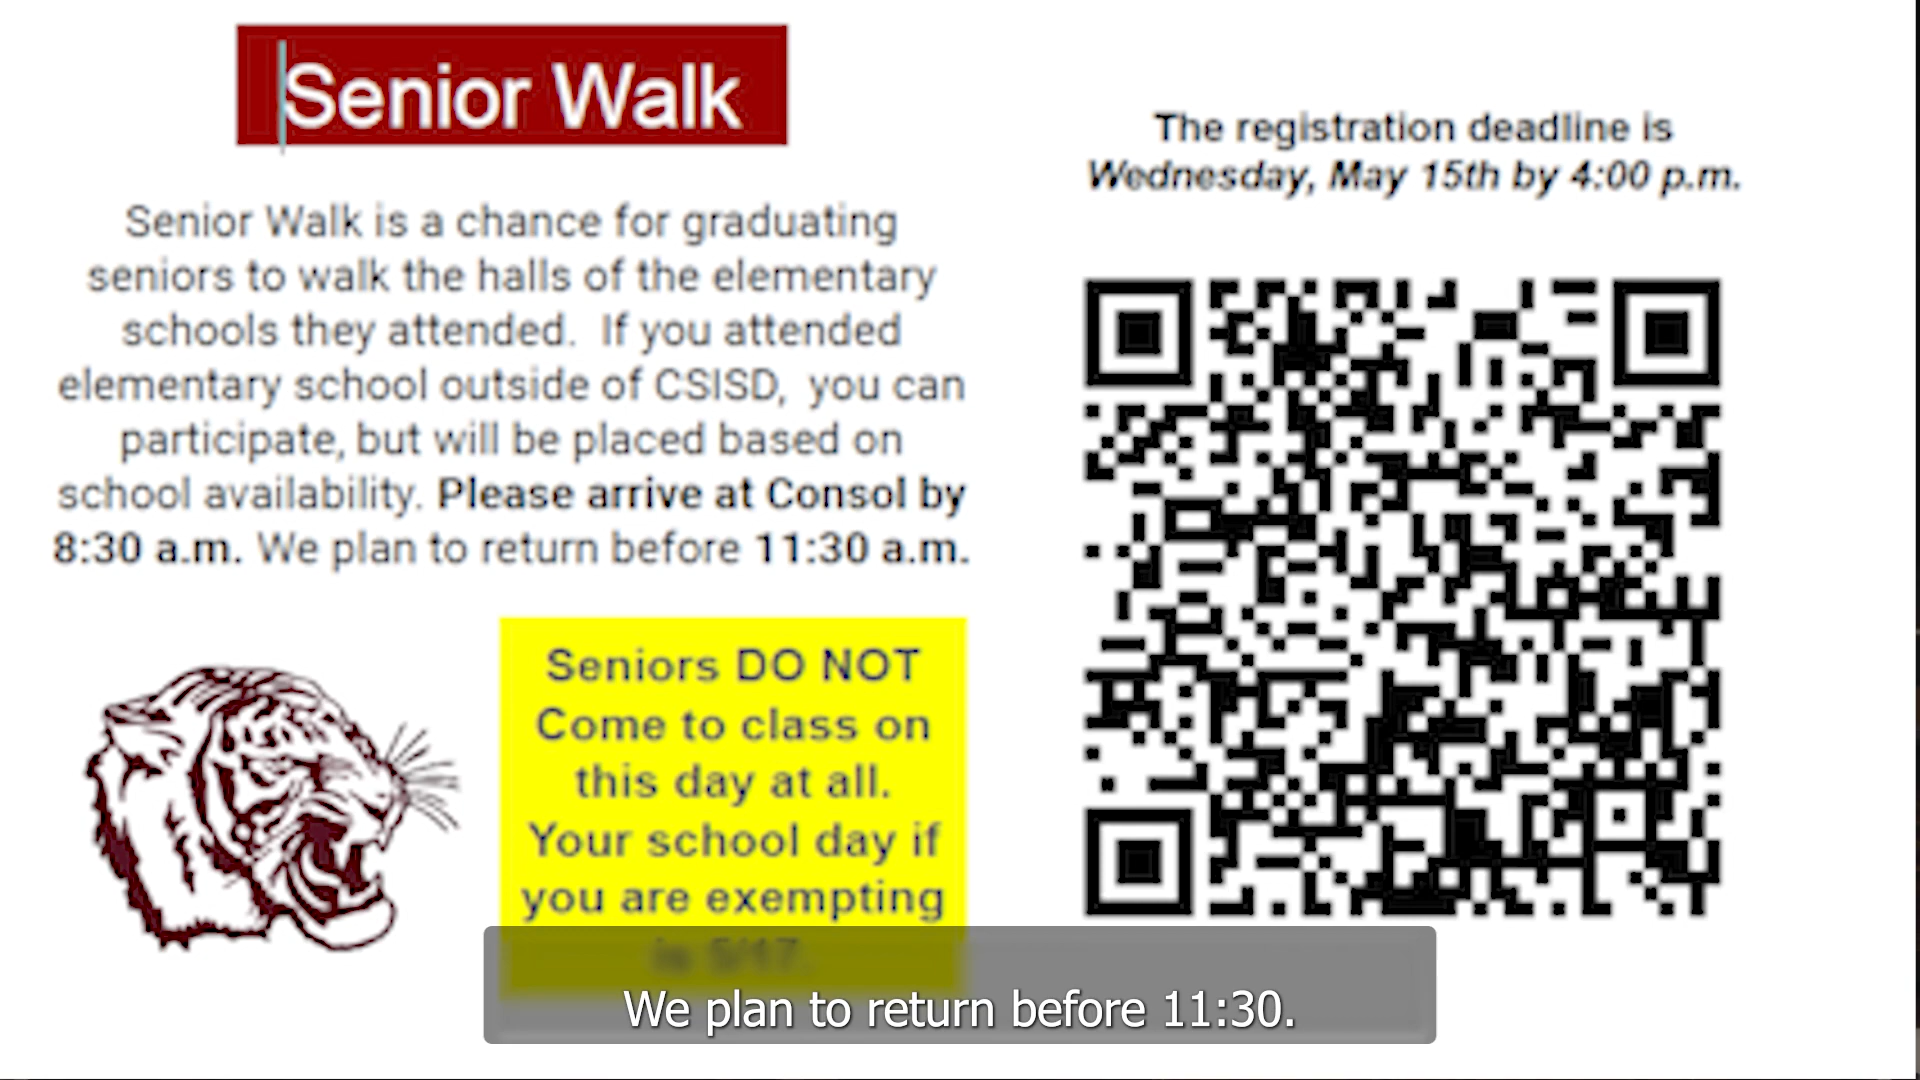 Senior Walk
Senior Walk is a chance for graduating
seniors to walk the halls of the elementary
schools they attended. If you attended
elementary school outside of CSISD, you can
participate, but will be placed based on
school availability. Please arrive at Consol by
8:30 a.m. We plan to return before 11:30 a.m.
Seniors DO NOT
Come to class on
this day at all.
Your school day if
you are exempting
is 5/17.
The registration deadline is
Wednesday, May 15th by 4:00 p.m.
We plan to return before 11:30.